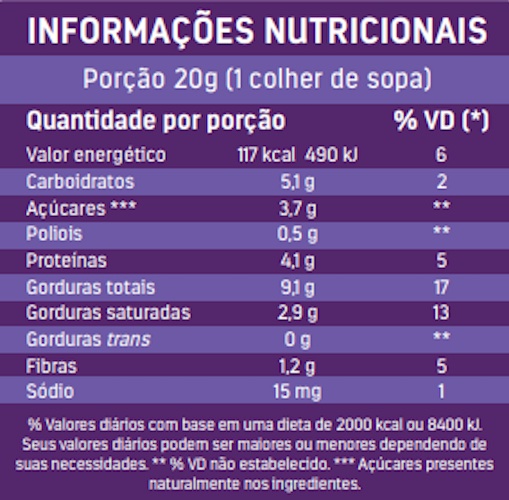 INFORMAÇÕES NUTRICIONAIS
Porção 20g (1 colher de sopa)
Quantidade por porção % VD (*)
Valor energético 117 kcal 490 kJ 6
Carboidratos 5,1 g 2
Açúcares *** 3,7 g **
Poliois 0,5 g **
Proteínas 4,1 g 5
Gorduras totais 9,1 g 17
Gorduras saturadas 2,9 g 13
Gorduras trans 0 g **
Fibras 1,2 g 5
Sódio 15 mg 1
% Valores diários com base em uma dieta de 2000 kcal ou 8400 kJ.
Seus valores diários podem ser maiores ou menores dependendo de
suas necessidades. ** % VD não estabelecido. *** Açúcares presentes
naturalmente nos ingredientes.